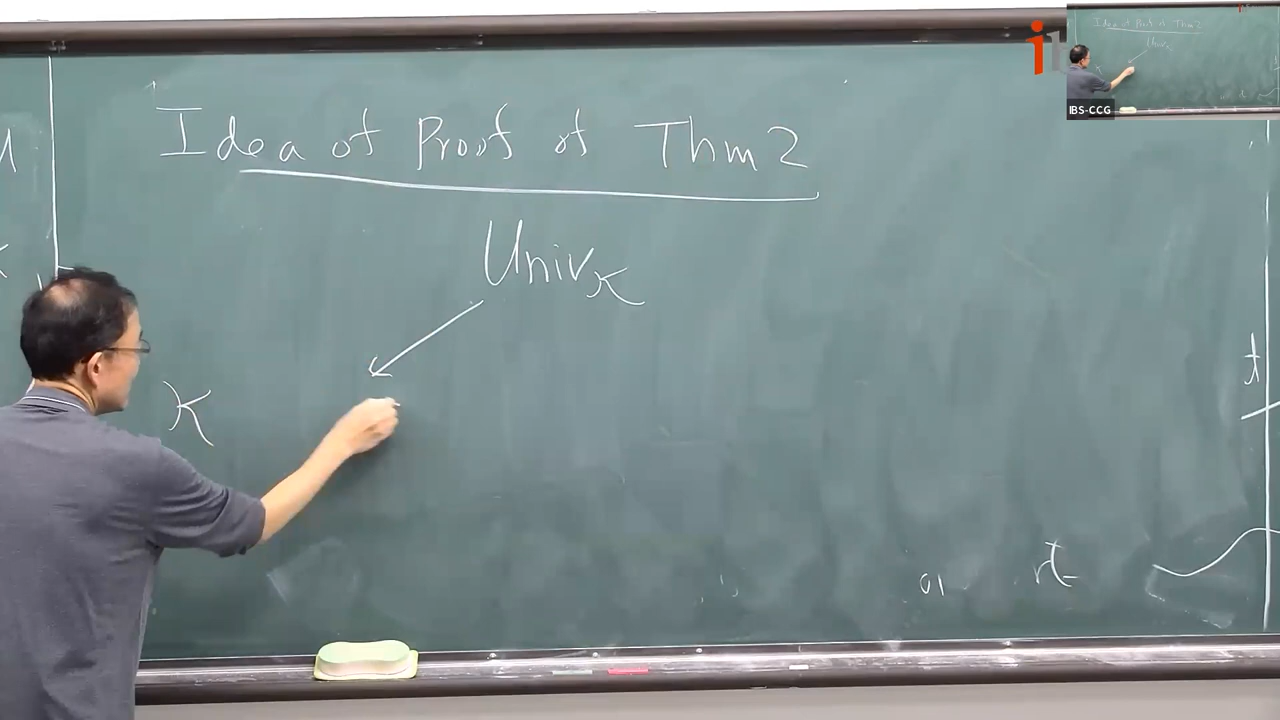 Idea of Proof of Thm 2
Univ_K
K
t
IBS-CCG